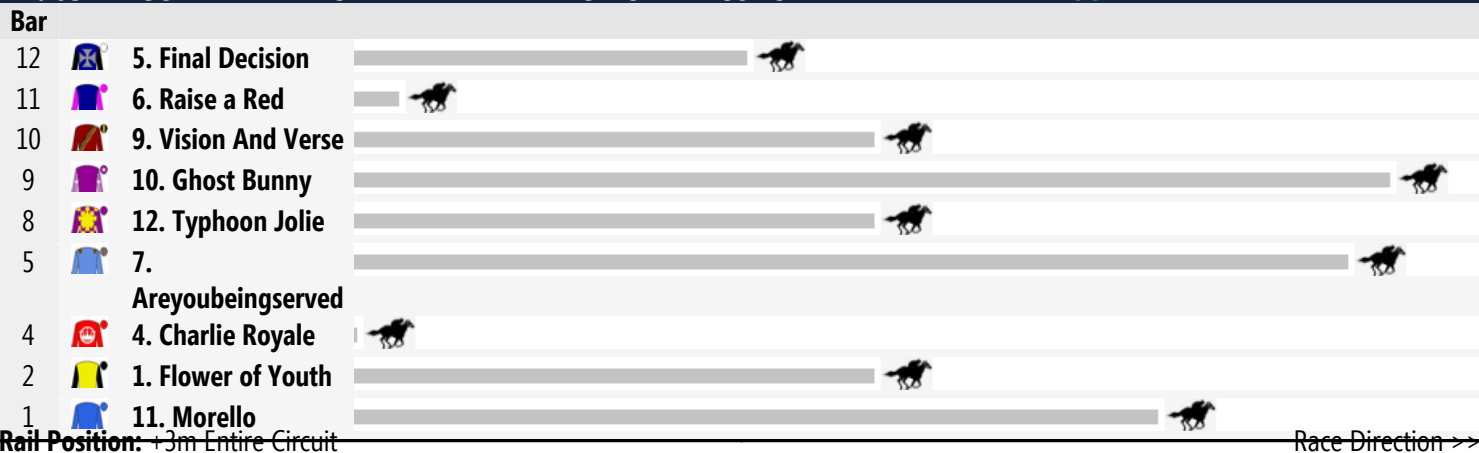 Bar
12 5. Final Decision
11 6. Raise a Red
10 9. Vision And Verse
9 10. Ghost Bunny
8 12. Typhoon Jolie
5 7.
Areyoubeingserved
4 4. Charlie Royale
2 1. Flower of Youth
1 11. Morello
Rail Position: +3m Entire Circuit Race Direction >>